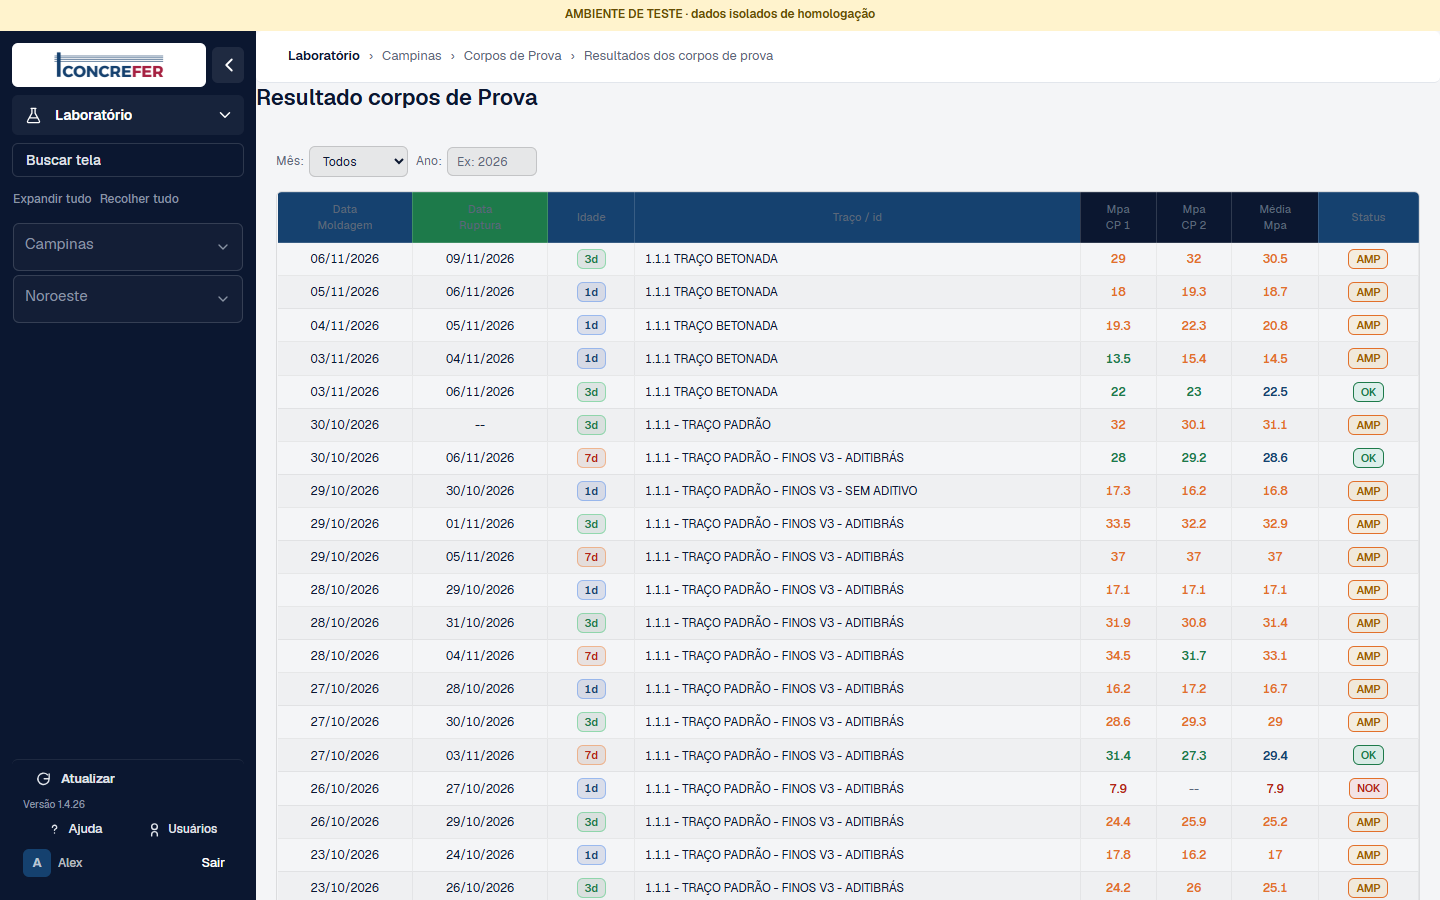 AMBIENTE DE TESTE · dados isolados de homologação
CONCREFER
Laboratório
Buscar tela
Expandir tudo Recolher tudo
Campinas
Noroeste
Atualizar
Versão 1.4.26
? Ajuda Usuários
A Alex Sair
Laboratório › Campinas › Corpos de Prova › Resultados dos corpos de prova
Resultado corpos de Prova
Mês: Todos Ano: Ex: 2026
Data Moldagem Data Ruptura Idade Traço / id Mpa CP 1 Mpa CP 2 Média Mpa Status
06/11/2026 09/11/2026 3d 1.1.1 TRAÇO BETONADA 29 32 30.5 AMP
05/11/2026 06/11/2026 1d 1.1.1 TRAÇO BETONADA 18 19.3 18.7 AMP
04/11/2026 05/11/2026 1d 1.1.1 TRAÇO BETONADA 19.3 22.3 20.8 AMP
03/11/2026 04/11/2026 1d 1.1.1 TRAÇO BETONADA 13.5 15.4 14.5 AMP
03/11/2026 06/11/2026 3d 1.1.1 TRAÇO BETONADA 22 23 22.5 OK
30/10/2026 -- 3d 1.1.1 - TRAÇO PADRÃO 32 30.1 31.1 AMP
30/10/2026 06/11/2026 7d 1.1.1 - TRAÇO PADRÃO - FINOS V3 - ADITIBRÁS 28 29.2 28.6 OK
29/10/2026 30/10/2026 1d 1.1.1 - TRAÇO PADRÃO - FINOS V3 - SEM ADITIVO 17.3 16.2 16.8 AMP
29/10/2026 01/11/2026 3d 1.1.1 - TRAÇO PADRÃO - FINOS V3 - ADITIBRÁS 33.5 32.2 32.9 AMP
29/10/2026 05/11/2026 7d 1.1.1 - TRAÇO PADRÃO - FINOS V3 - ADITIBRÁS 37 37 37 AMP
28/10/2026 29/10/2026 1d 1.1.1 - TRAÇO PADRÃO - FINOS V3 - ADITIBRÁS 17.1 17.1 17.1 AMP
28/10/2026 31/10/2026 3d 1.1.1 - TRAÇO PADRÃO - FINOS V3 - ADITIBRÁS 31.9 30.8 31.4 AMP
28/10/2026 04/11/2026 7d 1.1.1 - TRAÇO PADRÃO - FINOS V3 - ADITIBRÁS 34.5 31.7 33.1 AMP
27/10/2026 28/10/2026 1d 1.1.1 - TRAÇO PADRÃO - FINOS V3 - ADITIBRÁS 16.2 17.2 16.7 AMP
27/10/2026 30/10/2026 3d 1.1.1 - TRAÇO PADRÃO - FINOS V3 - ADITIBRÁS 28.6 29.3 29 AMP
27/10/2026 03/11/2026 7d 1.1.1 - TRAÇO PADRÃO - FINOS V3 - ADITIBRÁS 31.4 27.3 29.4 OK
26/10/2026 27/10/2026 1d 1.1.1 - TRAÇO PADRÃO - FINOS V3 - ADITIBRÁS 7.9 -- 7.9 NOK
26/10/2026 29/10/2026 3d 1.1.1 - TRAÇO PADRÃO - FINOS V3 - ADITIBRÁS 24.4 25.9 25.2 AMP
23/10/2026 24/10/2026 1d 1.1.1 - TRAÇO PADRÃO - FINOS V3 - ADITIBRÁS 17.8 16.2 17 AMP
23/10/2026 26/10/2026 3d 1.1.1 - TRAÇO PADRÃO - FINOS V3 - ADITIBRÁS 24.2 26 25.1 AMP